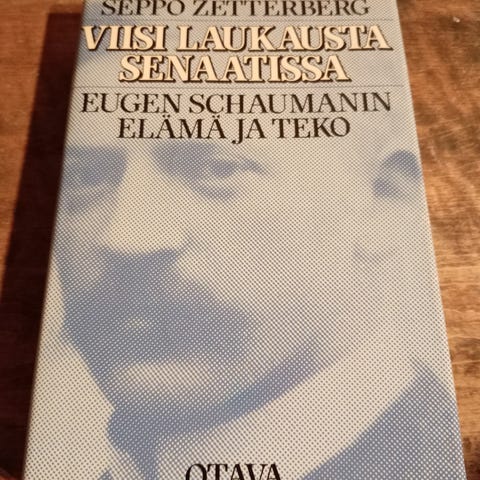 SEPPO ZETTERBERG
VIISI LAUKAUSTA
SENAATISSA
EUGEN SCHAUMANIN
ELÄMÄ JA TEKO
OTAVA